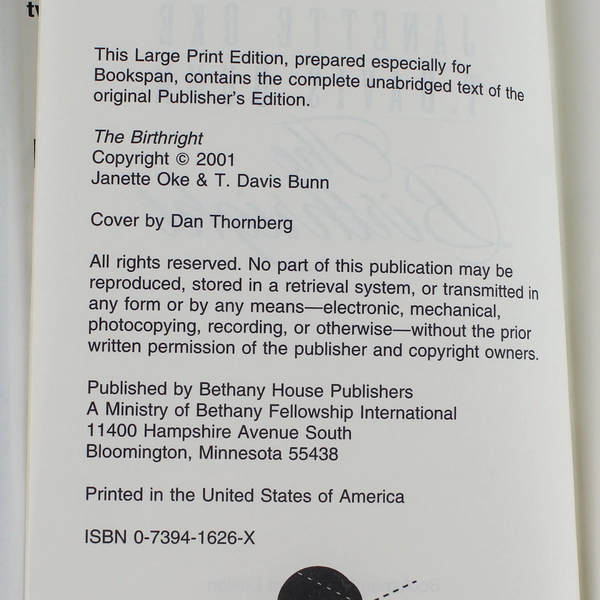 This Large Print Edition, prepared especially for
Bookspan, contains the complete unabridged text of the
original Publisher's Edition.
The Birthright
Copyright © 2001
Janette Oke & T. Davis Bunn
Cover by Dan Thornberg
All rights reserved. No part of this publication may be
reproduced, stored in a retrieval system, or transmitted in
any form or by any means—electronic, mechanical,
photocopying, recording, or otherwise—without the prior
written permission of the publisher and copyright owners.
Published by Bethany House Publishers
A Ministry of Bethany Fellowship International
11400 Hampshire Avenue South
Bloomington, Minnesota 55438
Printed in the United States of America
ISBN 0-7394-1626-X